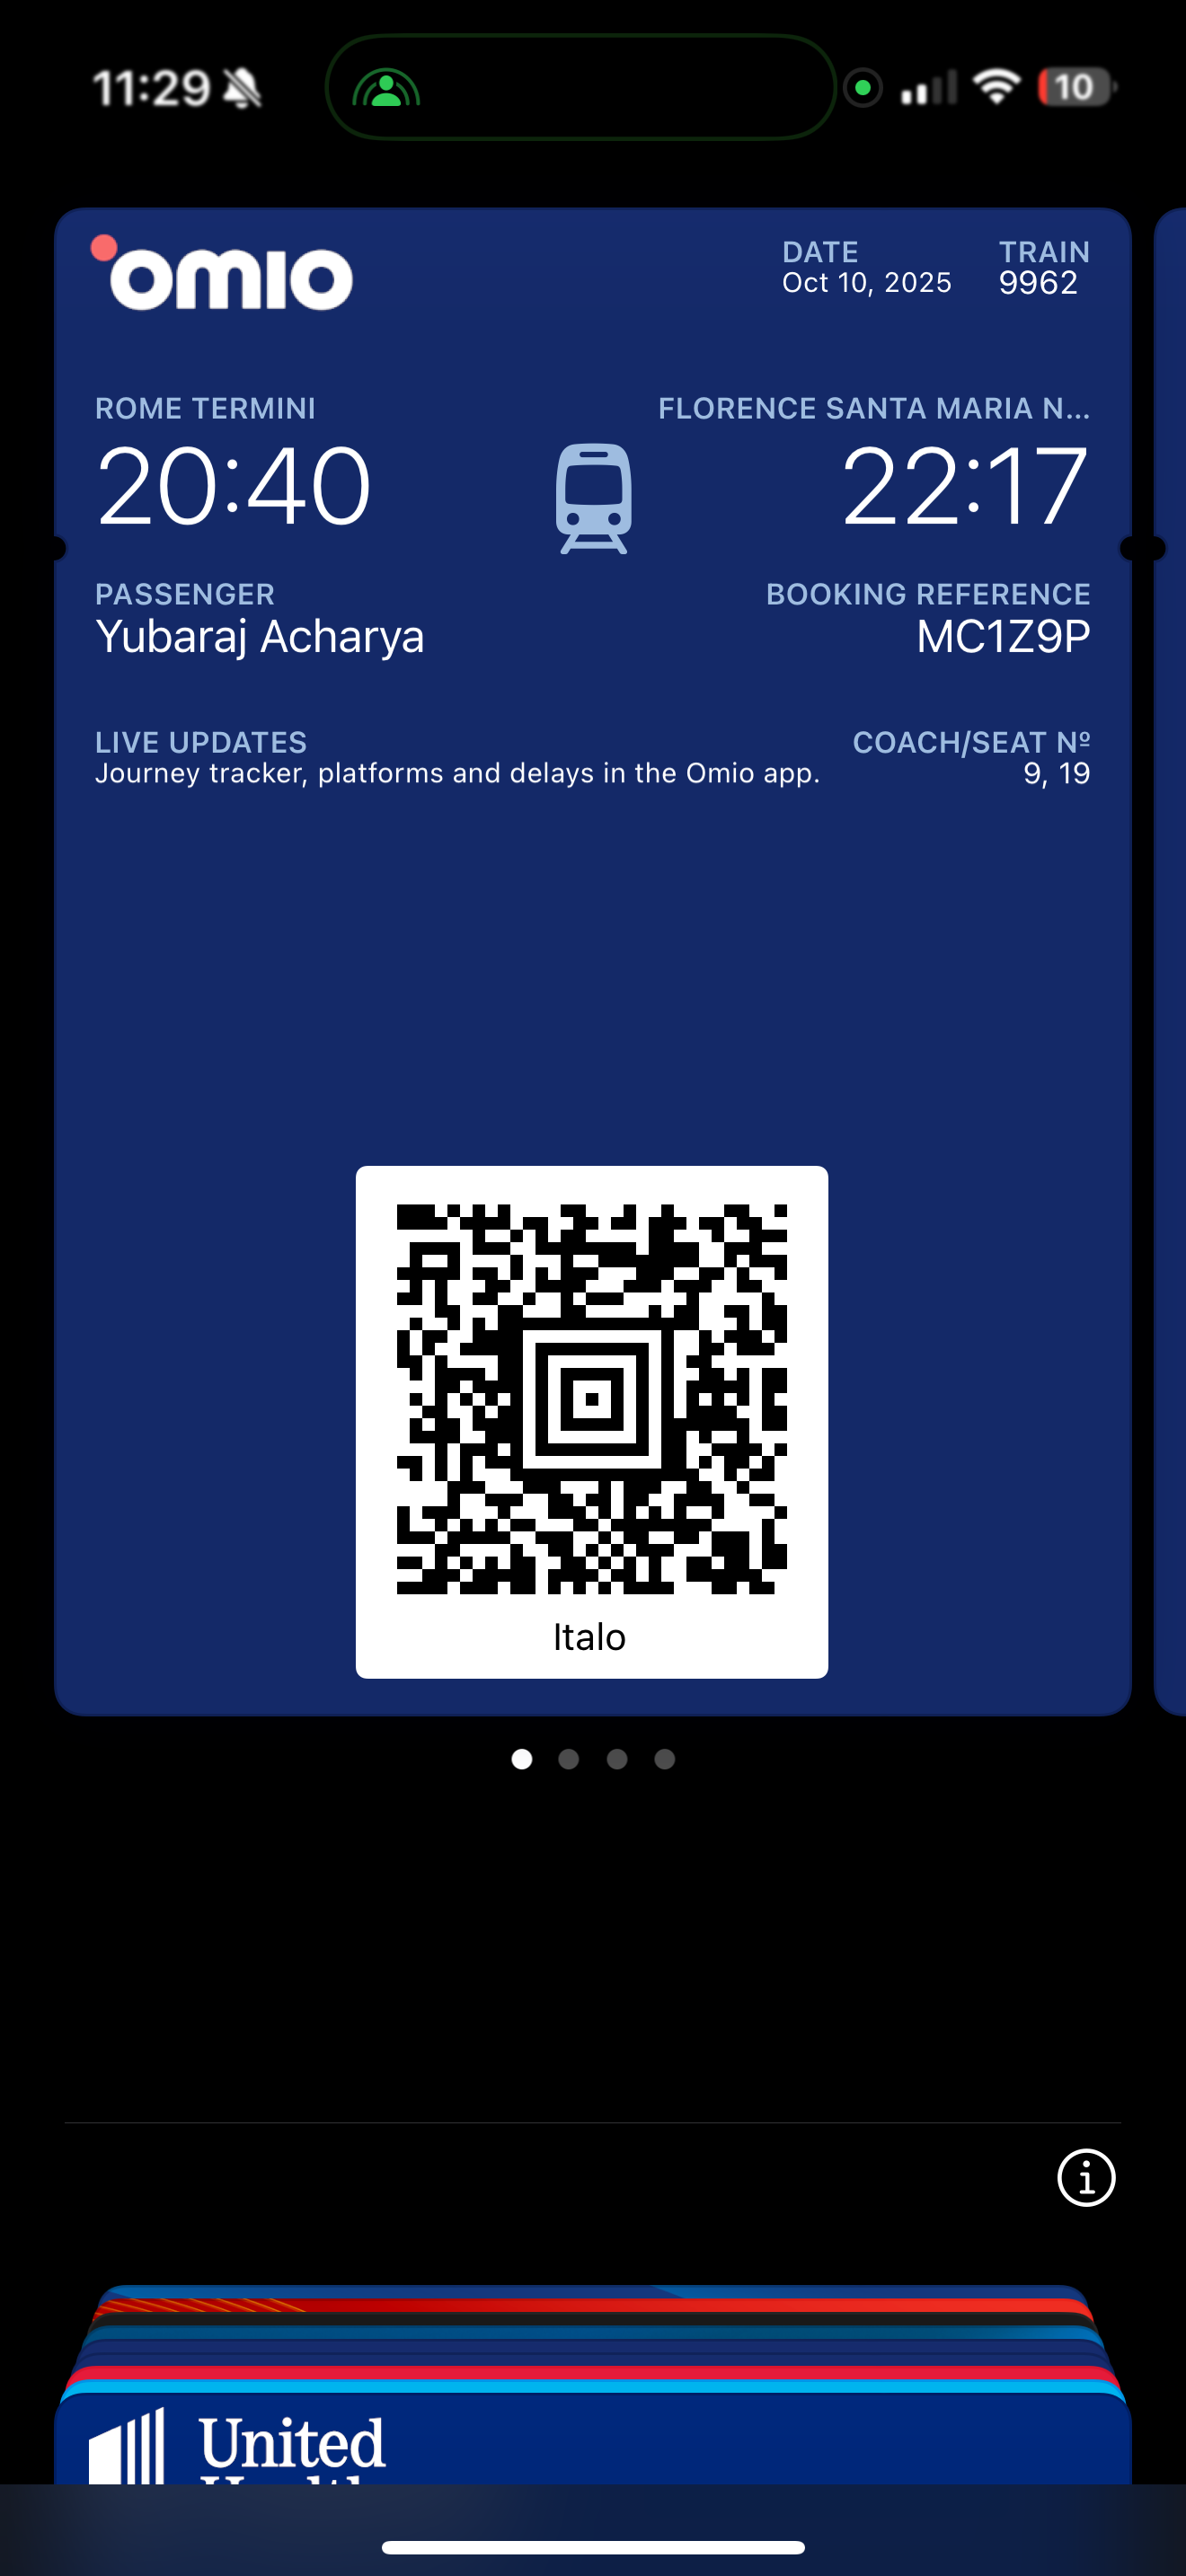 11:29
10
omio
DATE
TRAIN
Oct 10, 2025
9962
ROME TERMINI
FLORENCE SANTA MARIA N...
20:40
22:17
PASSENGER
BOOKING REFERENCE
Yubaraj Acharya
MC1Z9P
LIVE UPDATES
COACH/SEAT Nº
Journey tracker, platforms and delays in the Omio app.
9, 19
Italo
United